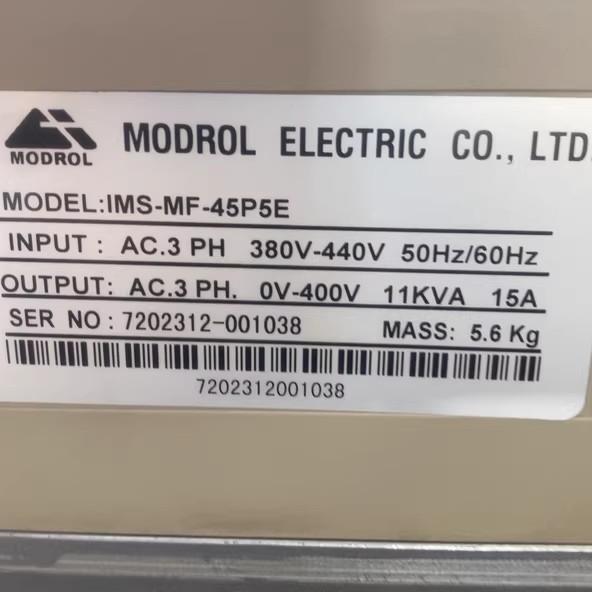 MODROL
MODROL ELECTRIC CO., LTD.
MODEL:IMS-MF-45P5E
INPUT : AC.3 PH 380V-440V 50Hz/60Hz
OUTPUT: AC.3 PH. 0V-400V 11KVA 15A
SER NO : 7202312-001038 MASS: 5.6 Kg
7202312001038